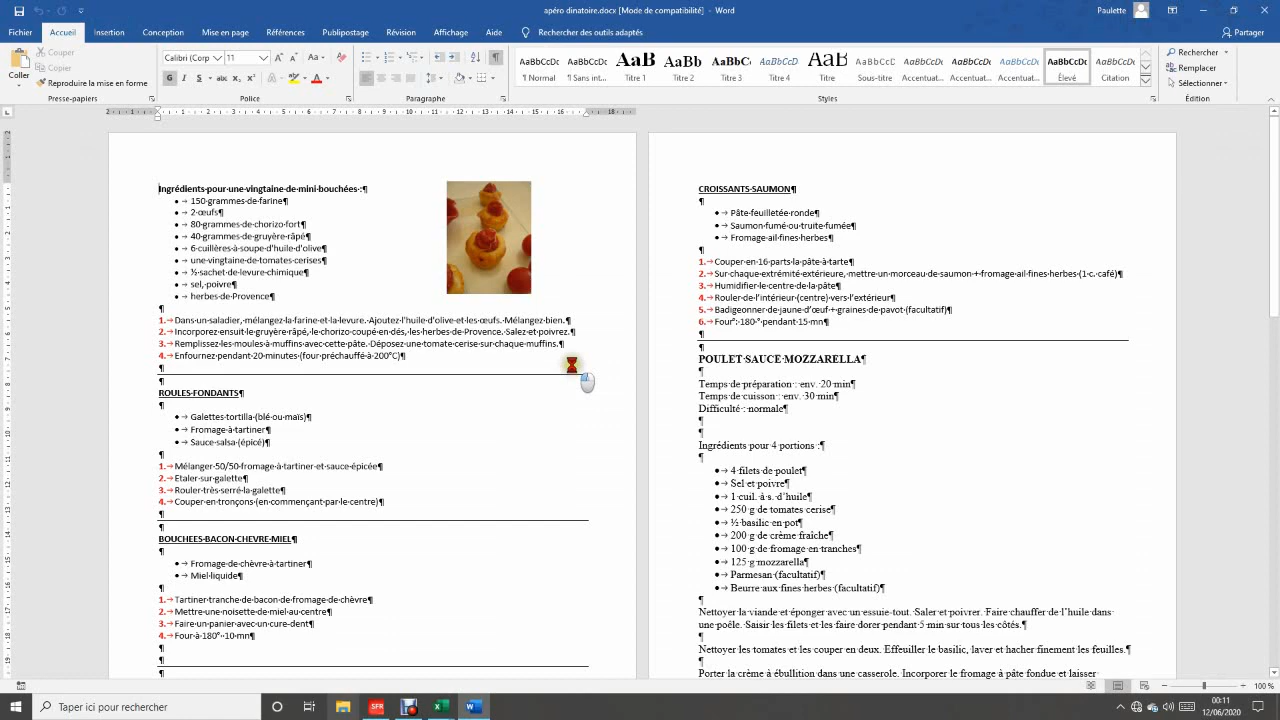 apéro dinatoire.docx [Mode de compatibilité] - Word
Paulette
Fichier Accueil Insertion Conception Mise en page Références Publipostage Révision Affichage Aide Rechercher des outils adaptés Partager
Coller
Couper
Copier
Reproduire la mise en forme
Calibri (Corp 11
G I S
AaBbCcDc AaBbCcDc AaB AaBb AaBbCc AaBbCcD AaB AaBbCcD AaBbCcDc AaBbCcDc AaBbCcDc AaBbCcDc AaBbCcDc
¶ Normal ¶ Sans int... Titre 1 Titre 2 Titre 3 Titre 4 Titre Sous-titre Accentuat... Accentuat... Accentuat... Élevé Citation
Rechercher
Remplacer
Sélectionner
Presse-papiers Police Paragraphe Styles Édition
Ingrédients pour une vingtaine de mini bouchées :¶
150 grammes de farine¶
2 œufs¶
80 grammes de chorizo fort¶
40 grammes de gruyère râpé¶
6 cuillères à soupe d'huile d'olive¶
une vingtaine de tomates cerises¶
½ sachet de levure chimique¶
sel, poivre¶
herbes de Provence¶
¶
1. Dans un saladier, mélangez la farine et la levure. Ajoutez l'huile d'olive et les œufs. Mélangez bien.¶
2. Incorporez ensuit le gruyère râpé, le chorizo coupé en dés, les herbes de Provence. Salez et poivrez.¶
3. Remplissez les moules à muffins avec cette pâte. Déposez une tomate cerise sur chaque muffins.¶
4. Enfournez pendant 20 minutes (four préchauffé à 200°C)¶
¶
¶
ROULES FONDANTS¶
¶
Galettes tortilla (blé ou maïs)¶
Fromage à tartiner¶
Sauce salsa (épicé)¶
¶
1. Mélanger 50/50 fromage à tartiner et sauce épicée¶
2. Etaler sur galette¶
3. Rouler très serré la galette¶
4. Couper en tronçons (en commençant par le centre)¶
¶
¶
BOUCHEES BACON CHEVRE MIEL¶
¶
Fromage de chèvre à tartiner¶
Miel liquide¶
¶
1. Tartiner tranche de bacon de fromage de chèvre¶
2. Mettre une noisette de miel au centre¶
3. Faire un panier avec un cure-dent¶
4. Four à 180° 10 mn¶
¶
¶
¶
CROISSANTS SAUMON¶
¶
Pâte feuilletée ronde¶
Saumon fumé ou truite fumée¶
Fromage ail fines herbes¶
¶
1. Couper en 16 parts la pâte à tarte¶
2. Sur chaque extrémité extérieure, mettre un morceau de saumon + fromage ail fines herbes (1 c. café)¶
3. Humidifier le centre de la pâte¶
4. Rouler de l'intérieur (centre) vers l'extérieur¶
5. Badigeonner de jaune d'œuf + graines de pavot (facultatif)¶
6. Four° : 180 ° pendant 15 mn¶
¶
¶
POULET SAUCE MOZZARELLA¶
¶
Temps de préparation : env. 20 min¶
Temps de cuisson : env. 30 min¶
Difficulté : normale¶
¶
¶
Ingrédients pour 4 portions :¶
¶
4 filets de poulet¶
Sel et poivre¶
1 cuil. à s. d'huile¶
250 g de tomates cerise¶
½ basilic en pot¶
200 g de crème fraîche¶
100 g de fromage en tranches¶
125 g mozzarella¶
Parmesan (facultatif)¶
Beurre aux fines herbes (facultatif)¶
¶
Nettoyer la viande et éponger avec un essuie-tout. Saler et poivrer. Faire chauffer de l'huile dans
une poêle. Saisir les filets et les faire dorer pendant 5 min sur tous les côtés.¶
¶
Nettoyer les tomates et les couper en deux. Effeuiller le basilic, laver et hacher finement les feuilles.¶
¶
Porter la crème à ébullition dans une casserole. Incorporer le fromage à pâte fondue et laisser
100 %
Taper ici pour rechercher
SFR
00:11
12/06/2020